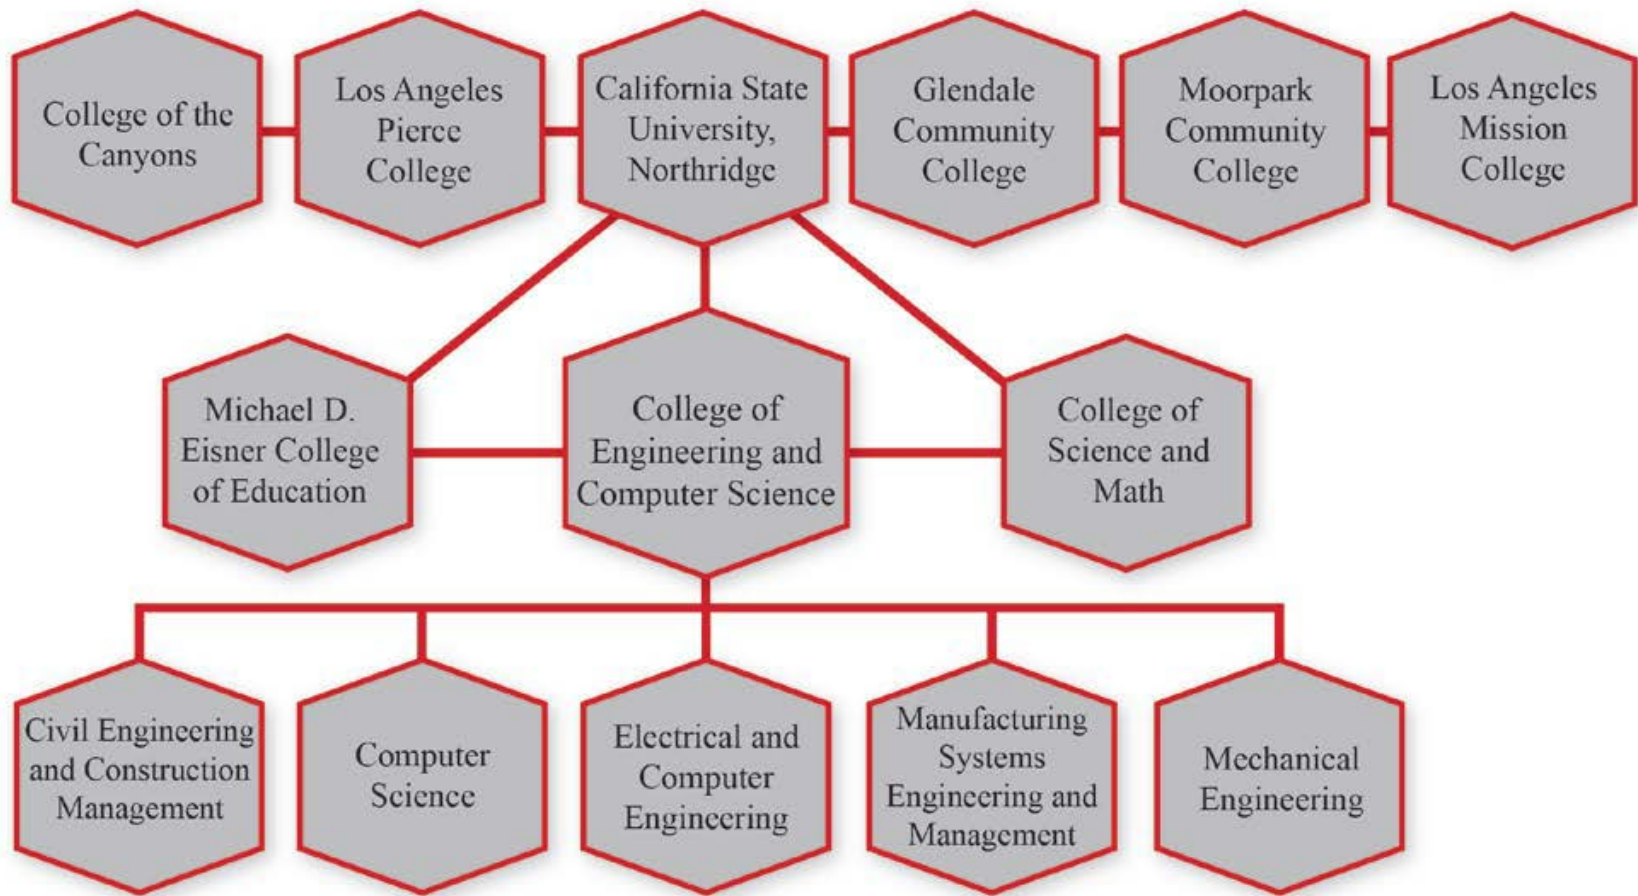 College of the
Canyons
Los Angeles
Pierce
College
California State
University,
Northridge
Glendale
Community
College
Moorpark
Community
College
Los Angeles
Mission
College
Michael D.
Eisner College
of Education
College of
Engineering and
Computer Science
College of
Science and
Math
Civil Engineering
and Construction
Management
Computer
Science
Electrical and
Computer
Engineering
Manufacturing
Systems
Engineering and
Management
Mechanical
Engineering